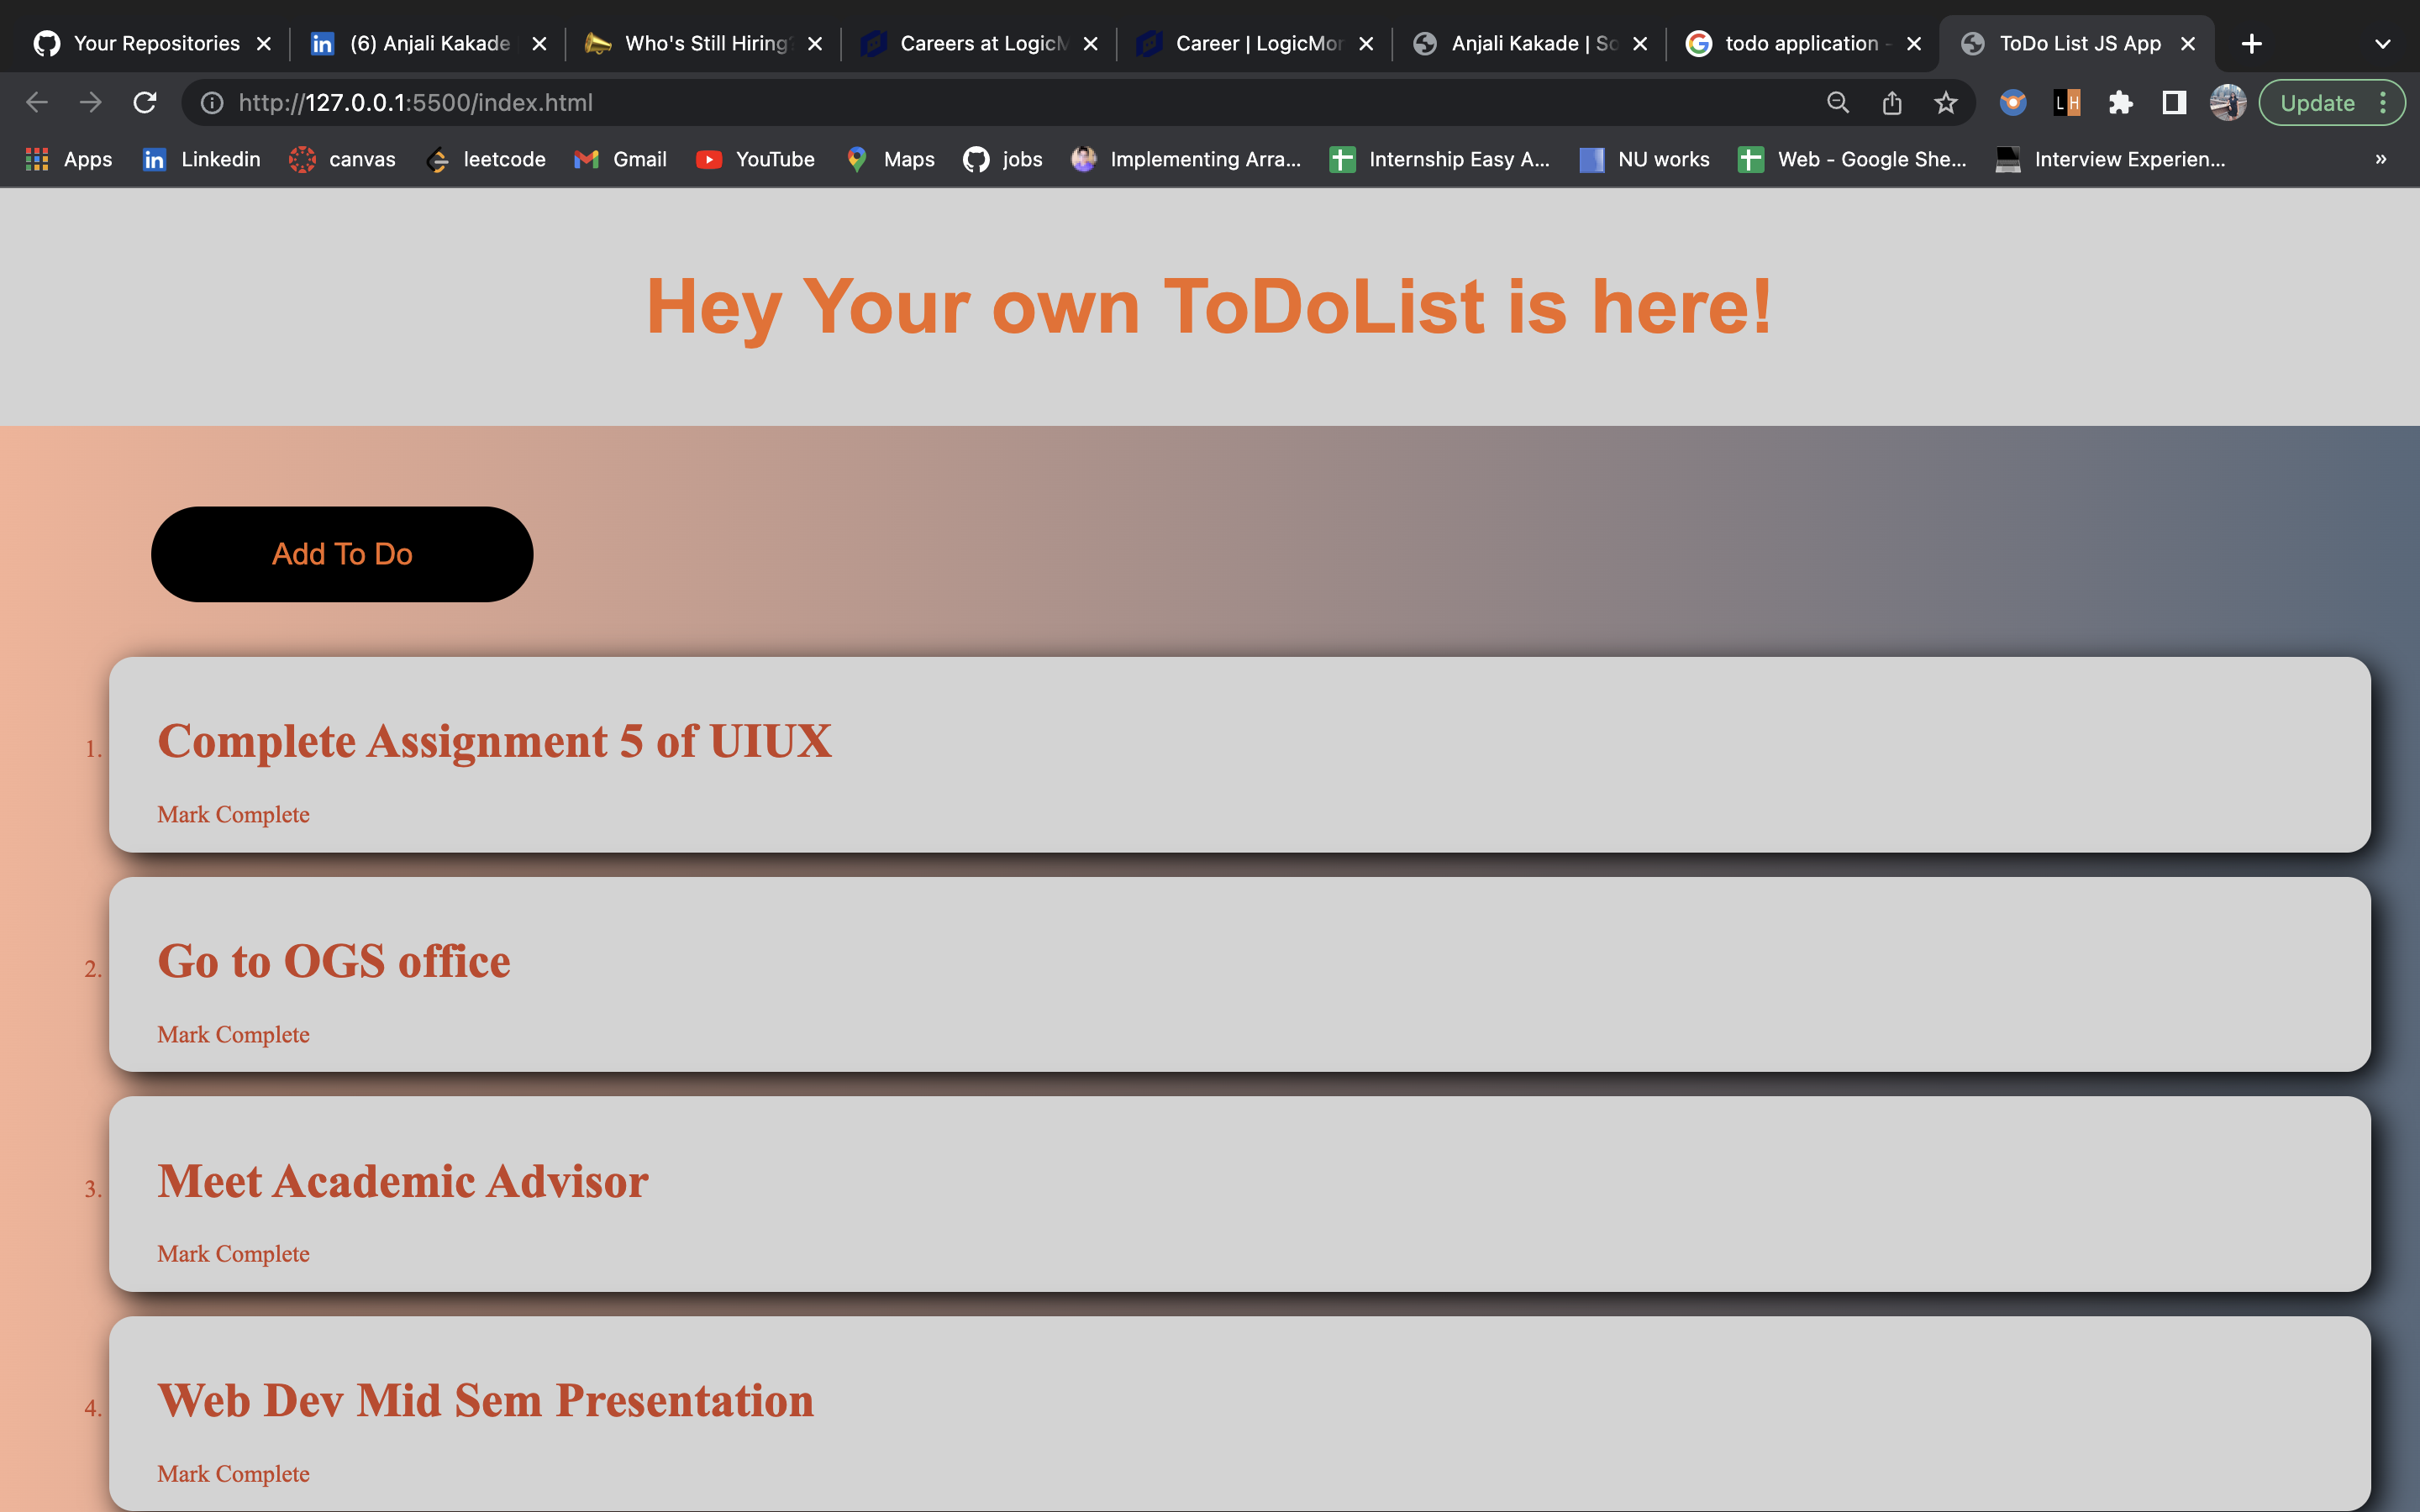 Your Repositories
(6) Anjali Kakade
Who's Still Hiring
Careers at LogicM
Career | LogicMor
Anjali Kakade | So
todo application -
ToDo List JS App
http://127.0.0.1:5500/index.html
L H
Update
Apps
Linkedin
canvas
leetcode
Gmail
YouTube
Maps
jobs
Implementing Arra...
Internship Easy A...
NU works
Web - Google She...
Interview Experien...
»
Hey Your own ToDoList is here!
Add To Do
1. Complete Assignment 5 of UIUX
Mark Complete
2. Go to OGS office
Mark Complete
3. Meet Academic Advisor
Mark Complete
4. Web Dev Mid Sem Presentation
Mark Complete